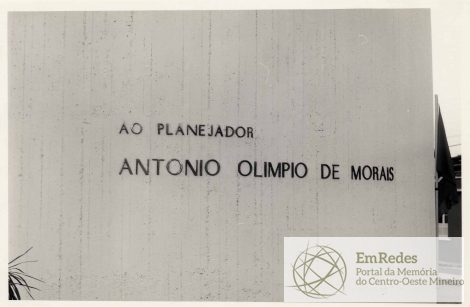 AO PLANEJADOR
ANTONIO OLIMPIO DE MORAIS
EmRedes
Portal da Memória
do Centro-Oeste Mineiro